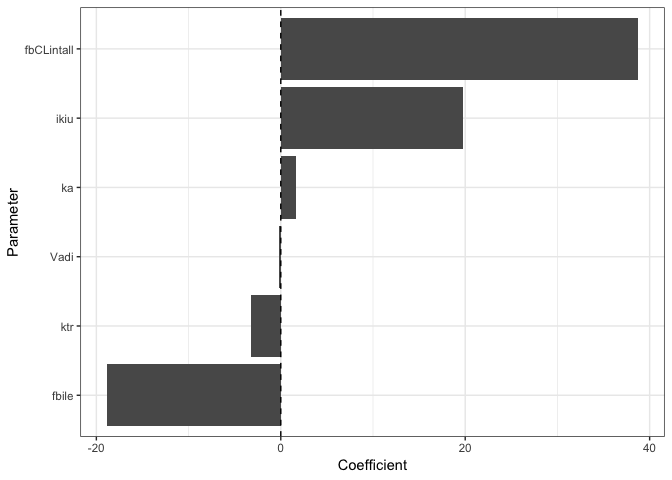 fbCLintall
ikiu
ka
Vadi
ktr
fbile
Parameter
-20
0
20
40
Coefficient